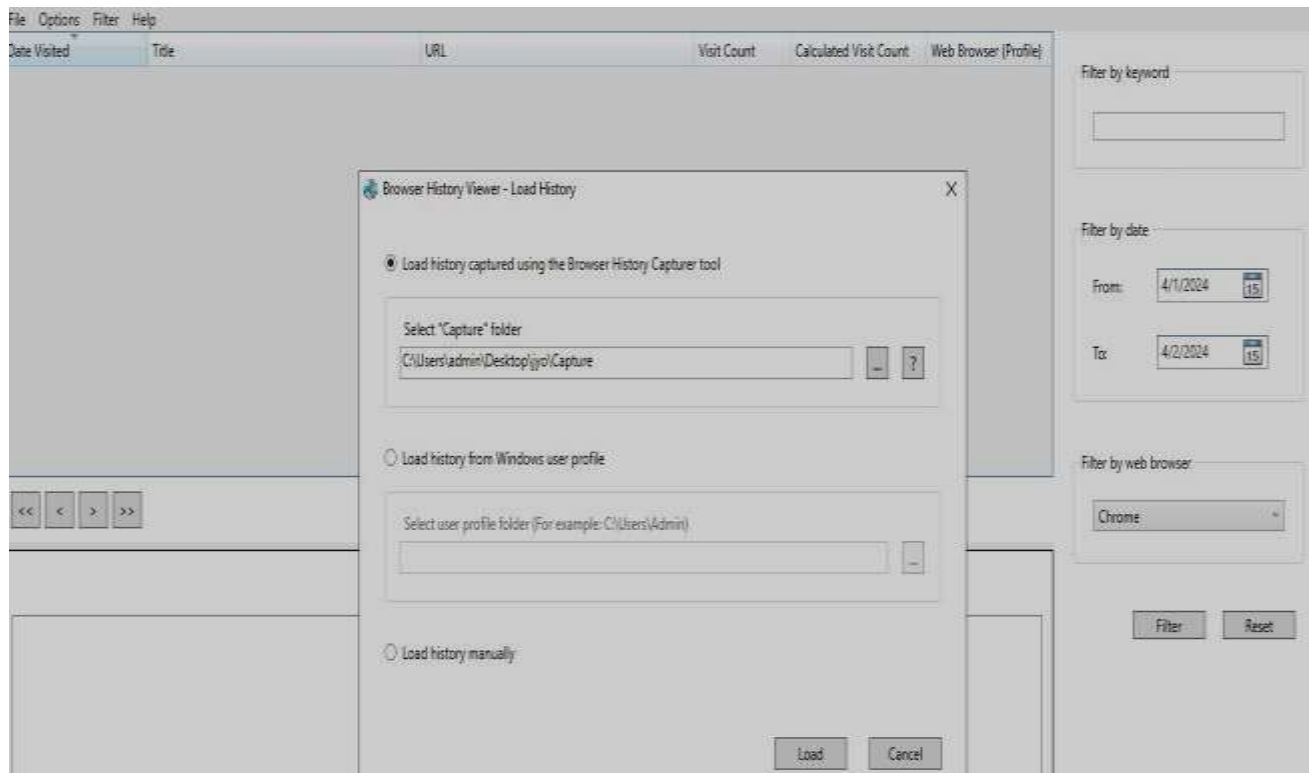 File Options Filter Help
Date Visited Title URL Visit Count Calculated Visit Count Web Browser (Profile)
Filter by keyword
Browser History Viewer - Load History X
Filter by date
Load history captured using the Browser History Capturer tool
From: 4/1/2024 15
Select "Capture" folder
C:\Users\admin\Desktop\jyo\Capture ... ?
To: 4/2/2024 15
Load history from Windows user profile
Filter by web browser
<< < > >>
Chrome
Select user profile folder (For example: C:\Users\Admin)
...
Filter Reset
Load history manually
Load Cancel